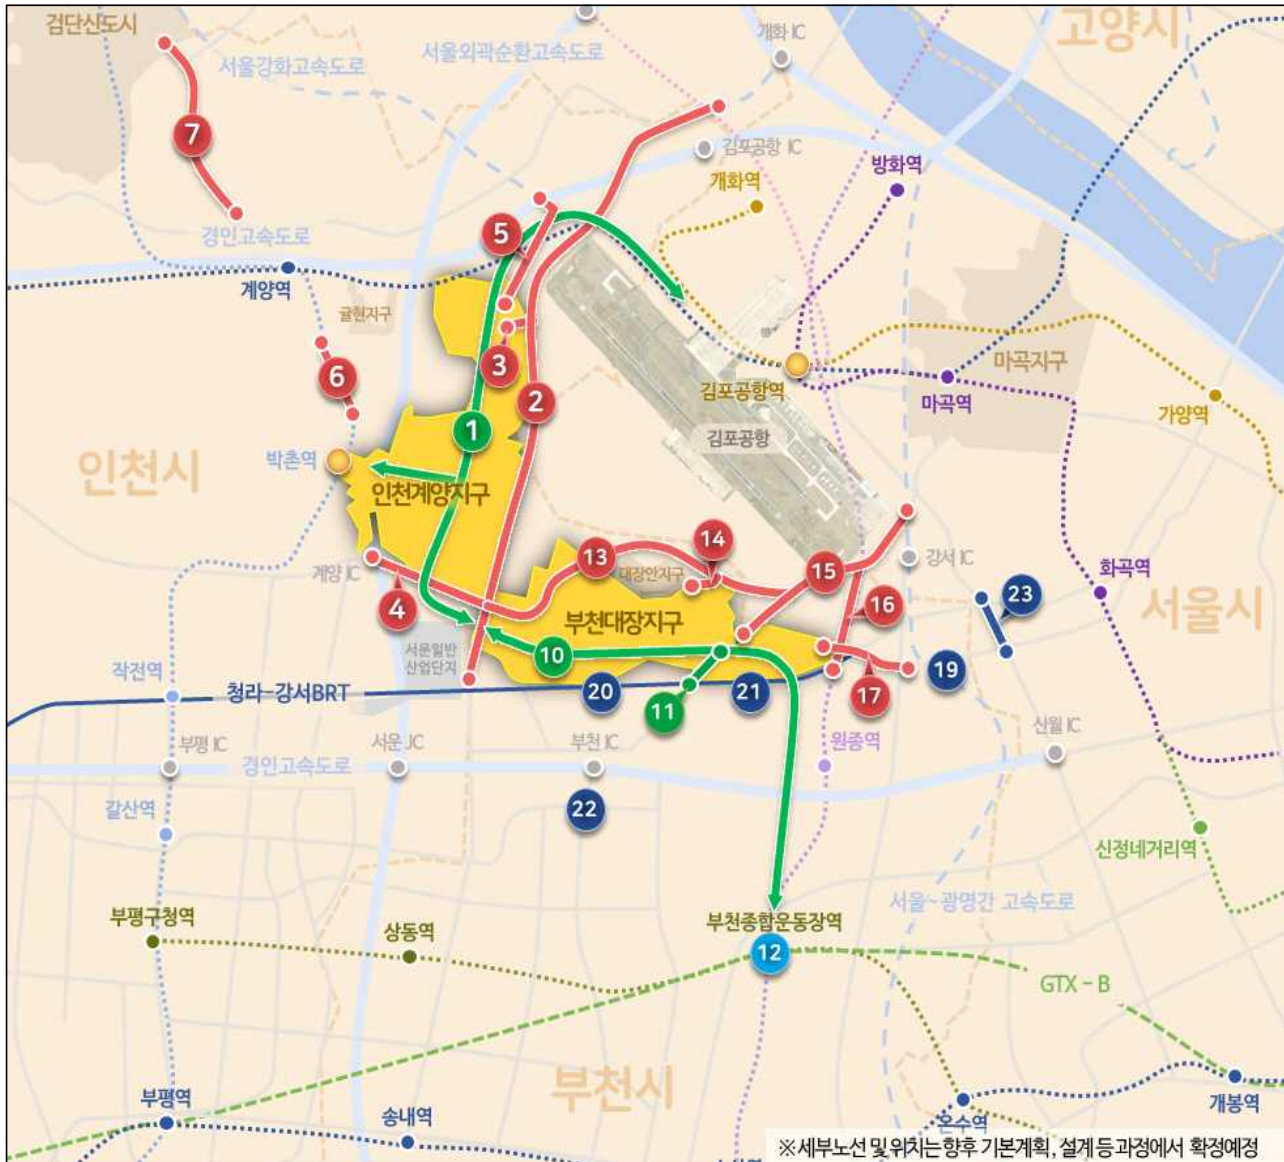 검단신도시
고양시
개화 IC
서울강화고속도로
서울외곽순환고속도로
7
김포공항 IC
방화역
개화역
경인고속도로
5
계양역
귤현지구
3
6
2
김포공항역
마곡지구
마곡역
가양역
김포공항
1
박촌역
인천시
인천계양지구
계양 IC
4
13
14
대장안지구
15
강서 IC
16
23
화곡역
서울시
부천대장지구
서운일반
산업단지
10
작전역
청라-강서BRT
20
11
21
17
19
부평 IC
서운 JC
부천 IC
원종역
산월 IC
경인고속도로
갈산역
22
신정네거리역
서울~광명간 고속도로
부평구청역
상동역
부천종합운동장역
12
GTX - B
부천시
부평역
송내역
온수역
개봉역
※세부노선 및 위치는 향후 기본계획, 설계 등 과정에서 확정예정